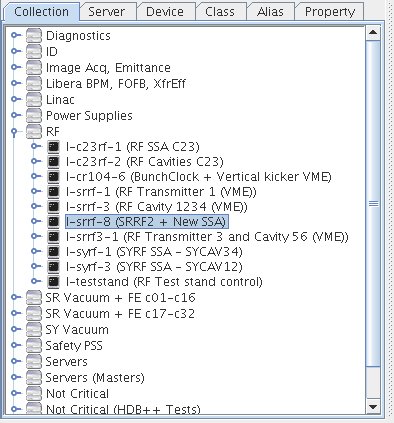 Collection Server Device Class Alias Property
Diagnostics
ID
Image Acq, Emittance
Libera BPM, FOFB, XfrEff
Linac
Power Supplies
RF
l-c23rf-1 (RF SSA C23)
l-c23rf-2 (RF Cavities C23)
l-cr104-6 (BunchClock + Vertical kicker VME)
l-srrf-1 (RF Transmitter 1 (VME))
l-srrf-3 (RF Cavity 1234 (VME))
l-srrf-8 (SRRF2 + New SSA)
l-srrf3-1 (RF Transmitter 3 and Cavity 56 (VME))
l-syrf-1 (SYRF SSA - SYCAV34)
l-syrf-3 (SYRF SSA - SYCAV12)
l-teststand (RF Test stand control)
SR Vacuum + FE c01-c16
SR Vacuum + FE c17-c32
SY Vacuum
Safety PSS
Servers
Servers (Masters)
Not Critical
Not Critical (HDB++ Tests)